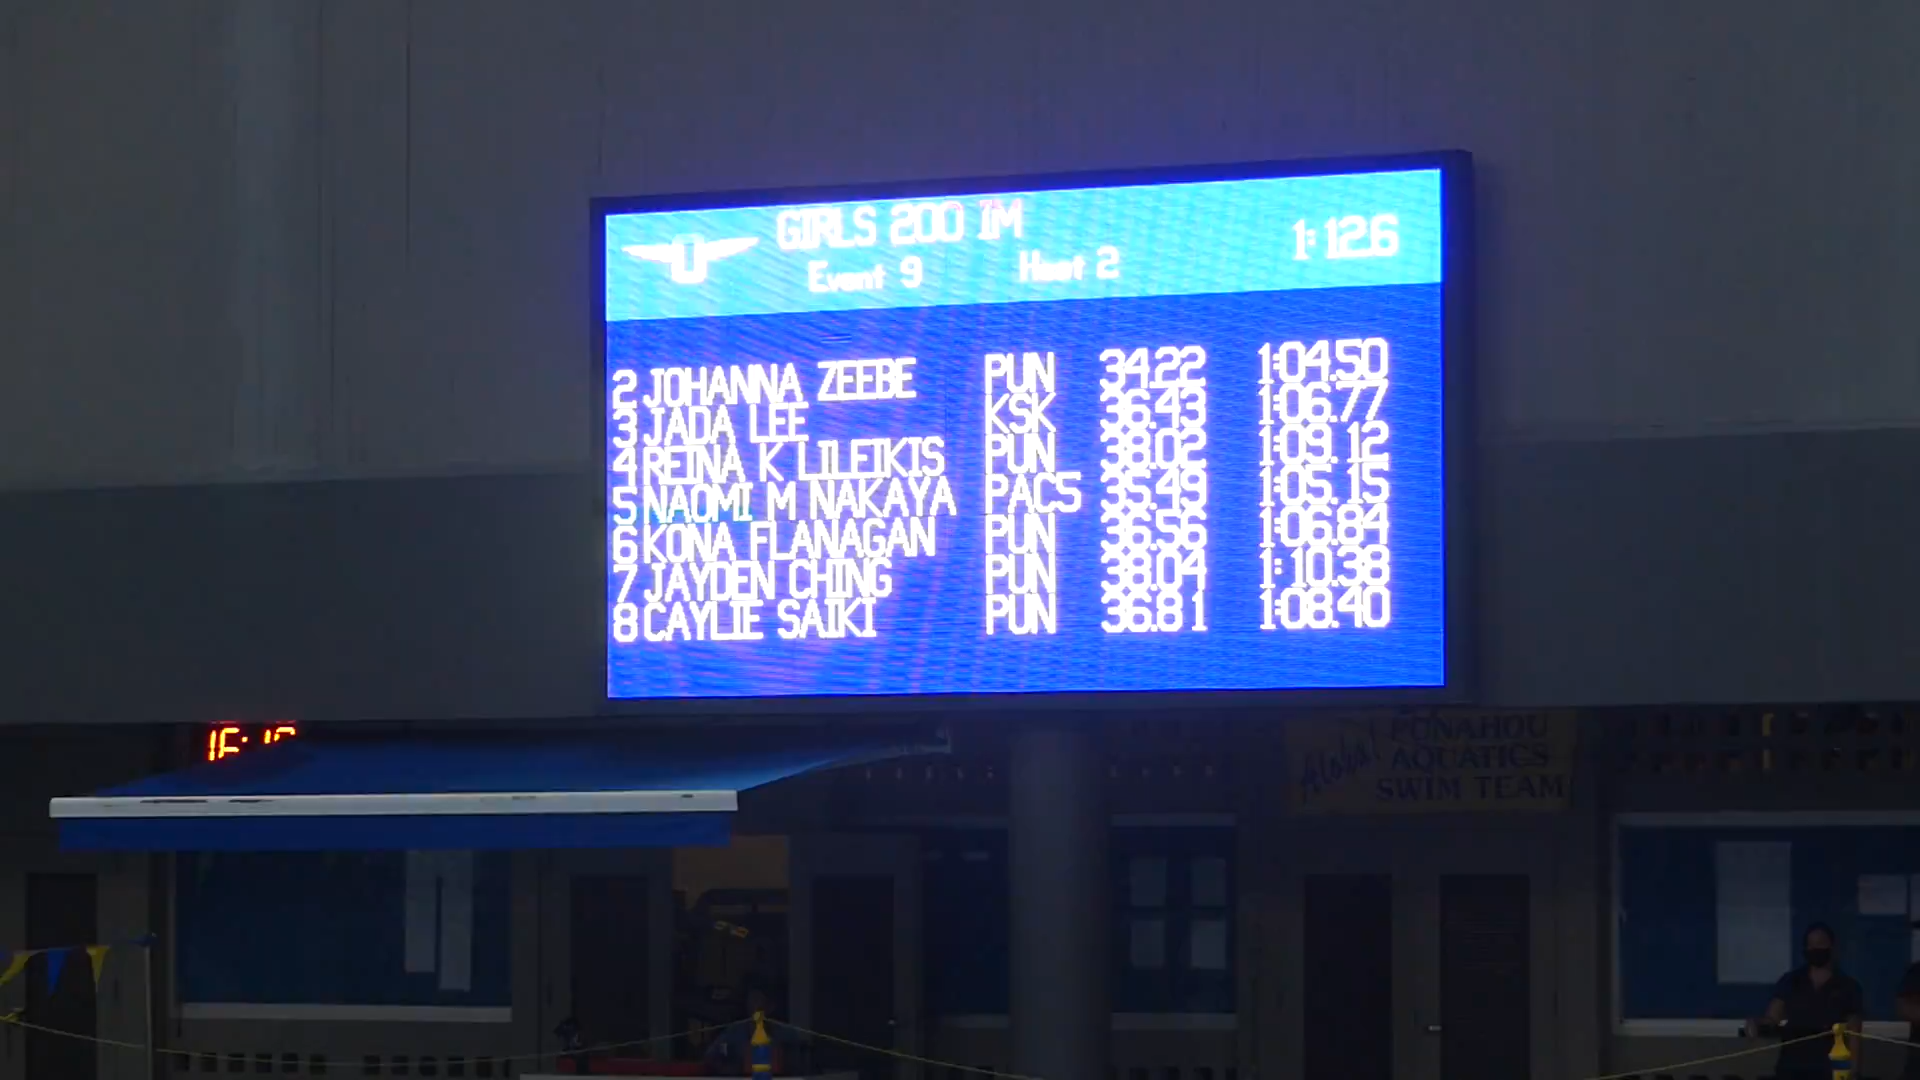 GIRLS 200 IM
Event 9 Heat 2 1:12.6
2 JOHANNA ZEEBE PUN 34.22 1:04.50
3 JADA LEE KSK 36.43 1:06.77
4 REINA K LILEIKIS PUN 38.02 1:09.12
5 NAOMI M NAKAYA PAC5 35.49 1:05.15
6 KONA FLANAGAN PUN 36.56 1:06.84
7 JAYDEN CHING PUN 38.04 1:10.38
8 CAYLIE SAIKI PUN 36.81 1:08.40
Aloha! PUNAHOU
AQUATICS
SWIM TEAM